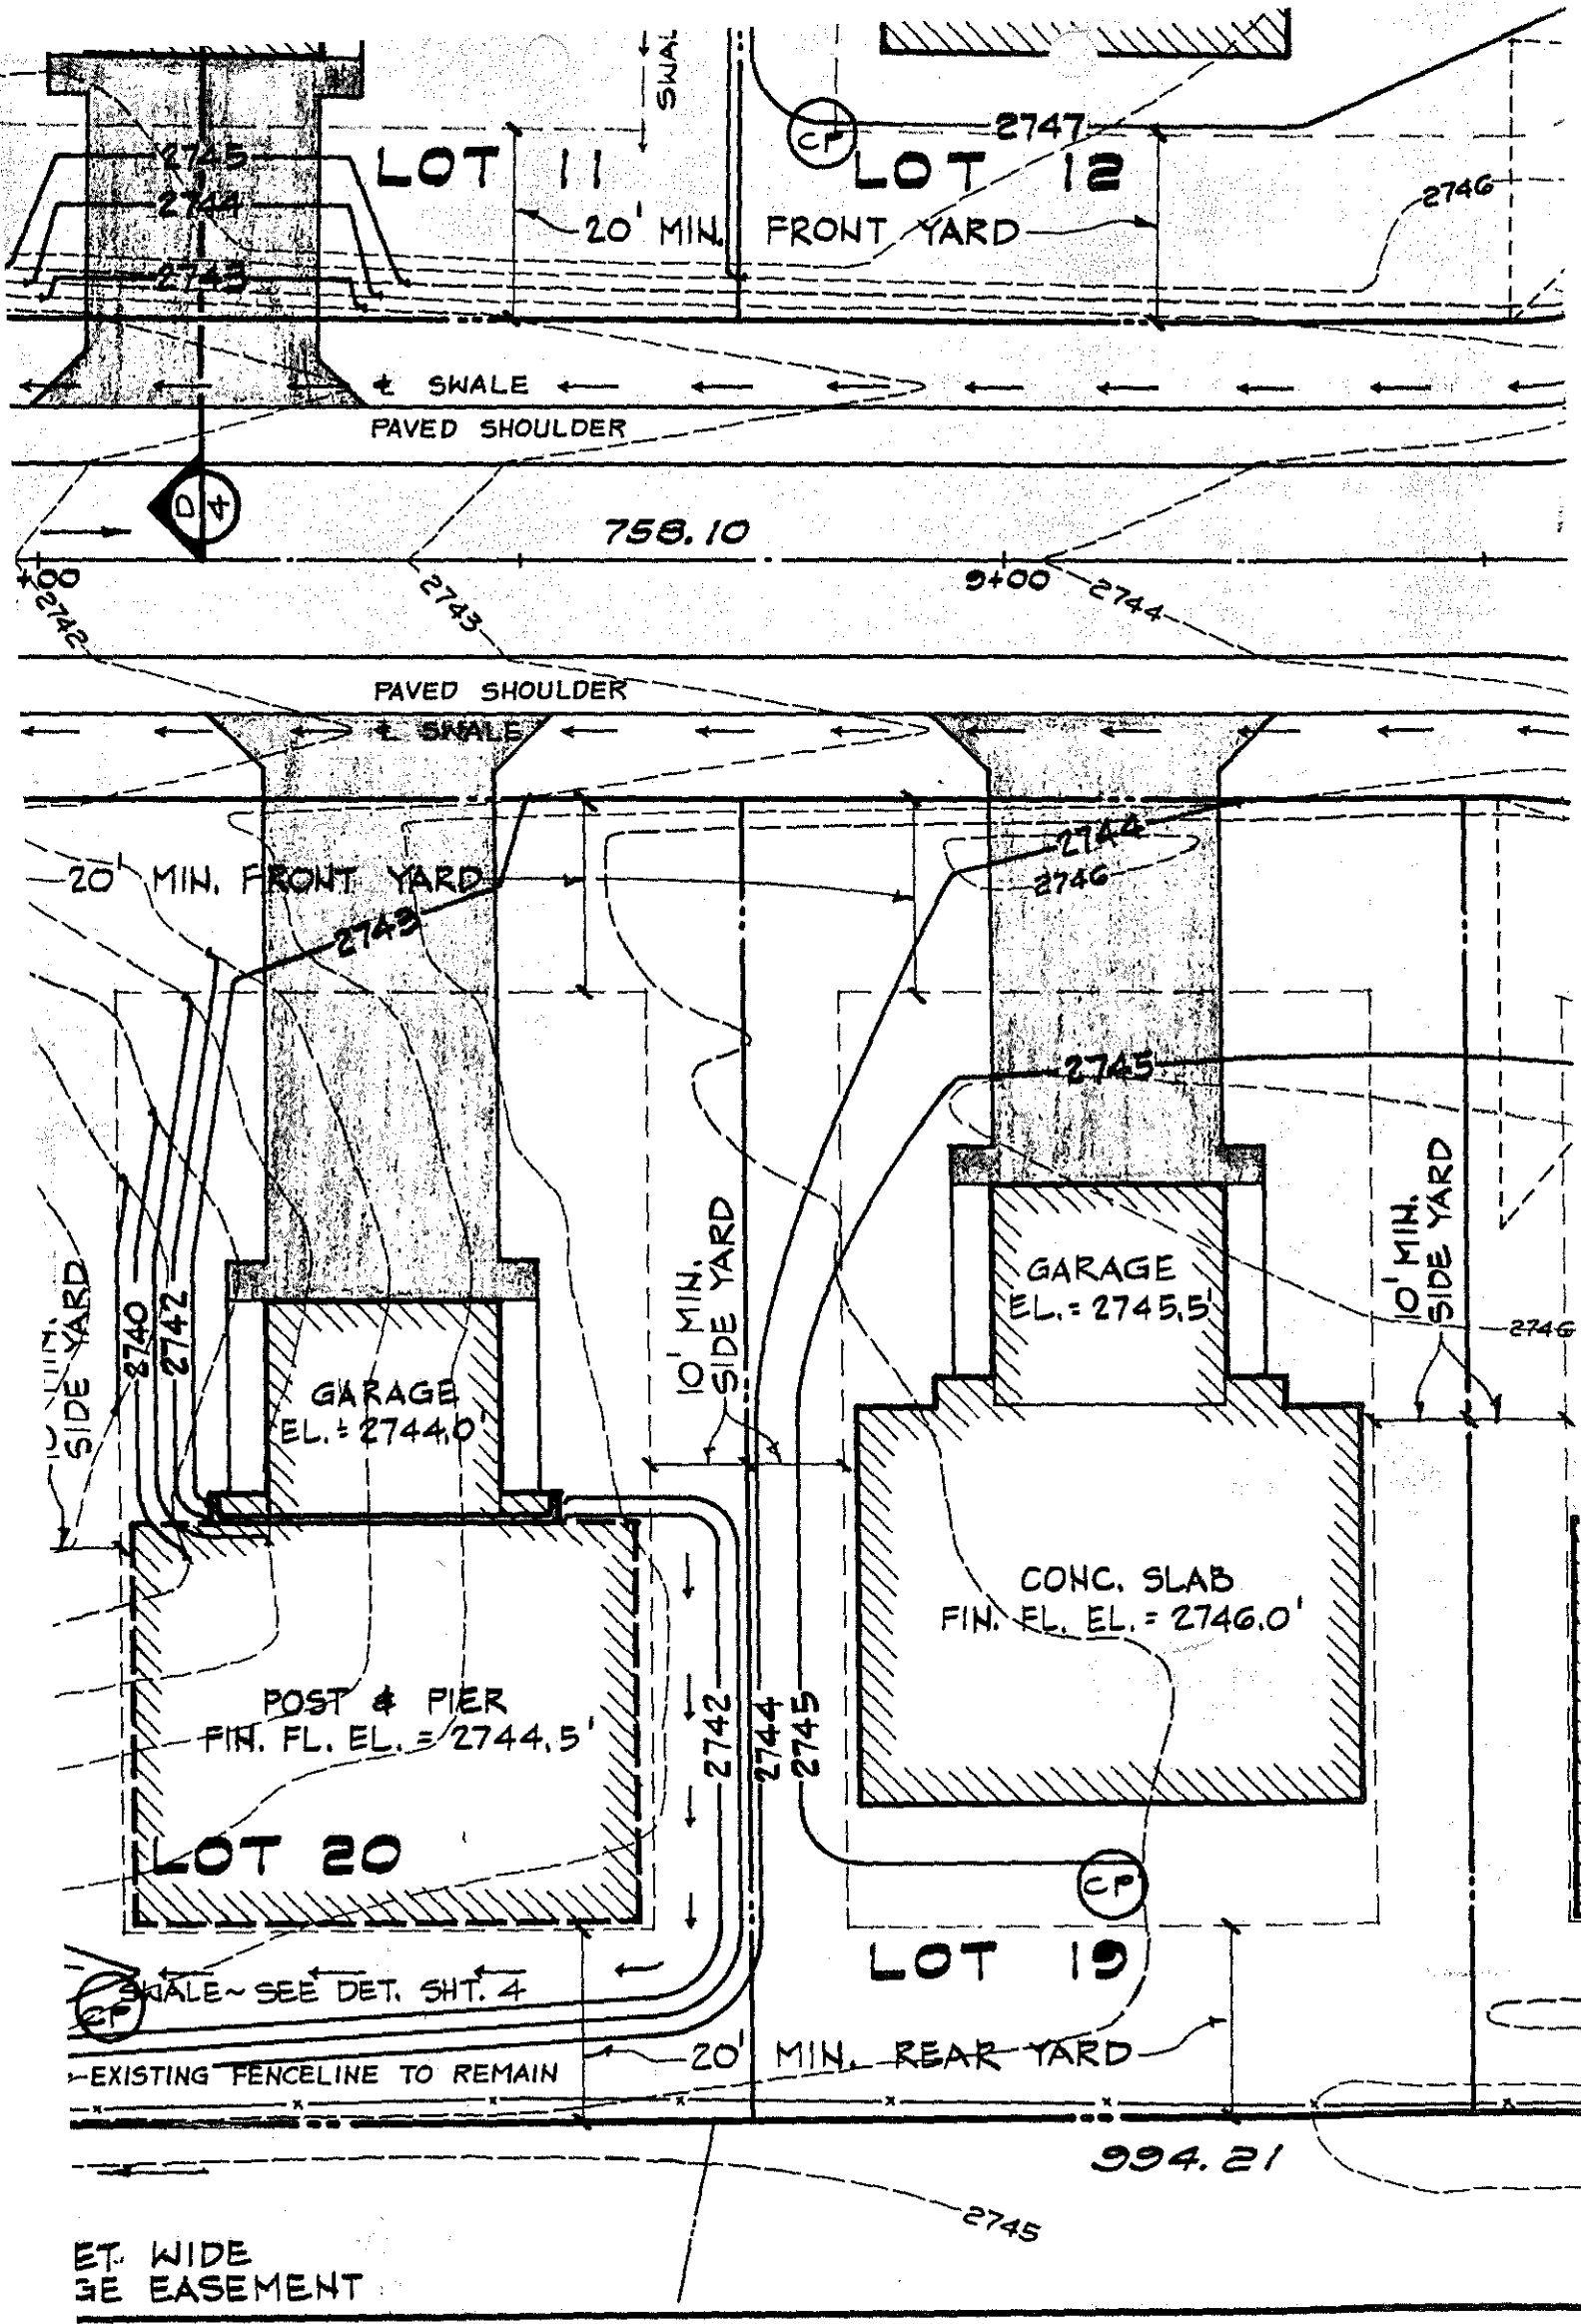 SWAL
2747
CP
2745
LOT 11
LOT 12
2744
2746
20' MIN. FRONT YARD
2743
℄ SWALE
PAVED SHOULDER
D 4
758.10
+00
9+00
2742
2743
2744
PAVED SHOULDER
℄ SWALE
2744
20' MIN. FRONT YARD
2746
2743
2745
10' MIN.
SIDE YARD
10' MIN.
SIDE YARD
SIDE YARD
2740
2742
GARAGE
EL. = 2745.5'
2746
GARAGE
EL. = 2744.0'
CONC. SLAB
FIN. FL. EL. = 2746.0'
POST & PIER
FIN. FL. EL. = 2744.5'
2742
2744
2745
LOT 20
CP
LOT 19
SWALE~ SEE DET. SHT. 4
CP
20' MIN. REAR YARD
EXISTING FENCELINE TO REMAIN
994.21
2745
ET WIDE
GE EASEMENT